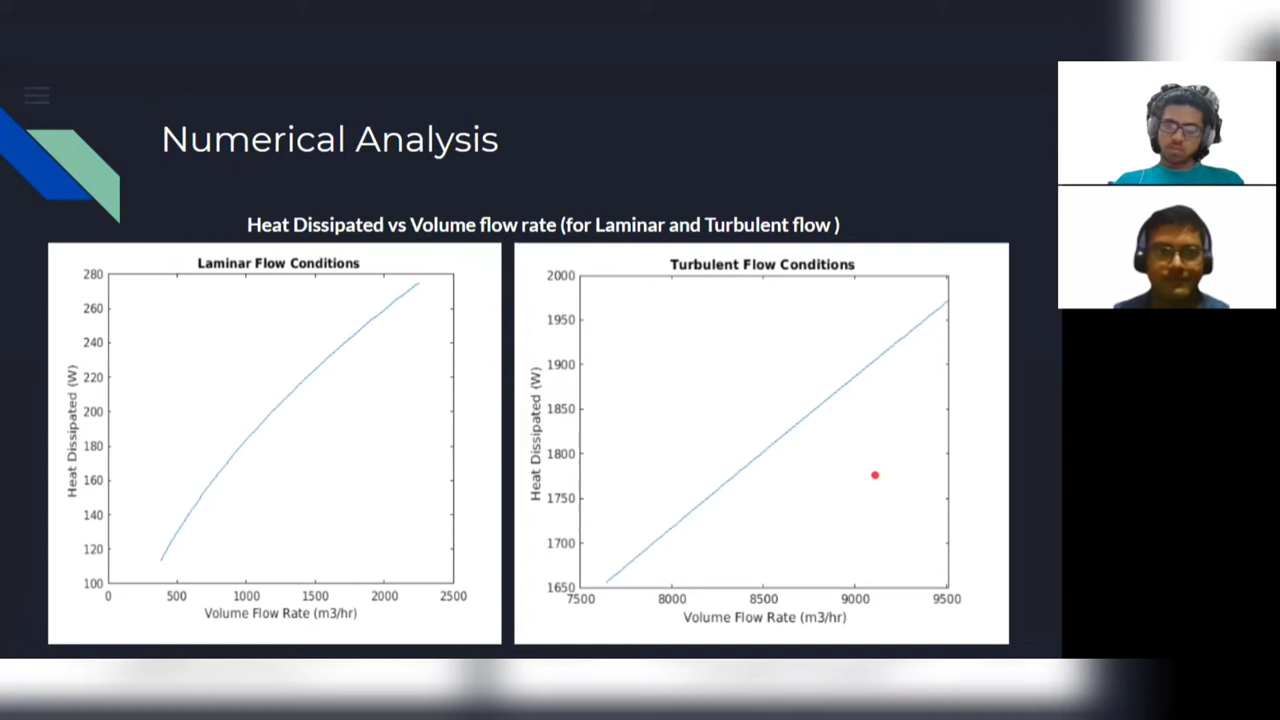 Numerical Analysis
Heat Dissipated vs Volume flow rate (for Laminar and Turbulent flow )
Laminar Flow Conditions
280
260
240
220
200
180
160
140
120
100
Heat Dissipated (W)
0 500 1000 1500 2000 2500
Volume Flow Rate (m3/hr)
Turbulent Flow Conditions
2000
1950
1900
1850
1800
1750
1700
1650
Heat Dissipated (W)
7500 8000 8500 9000 9500
Volume Flow Rate (m3/hr)